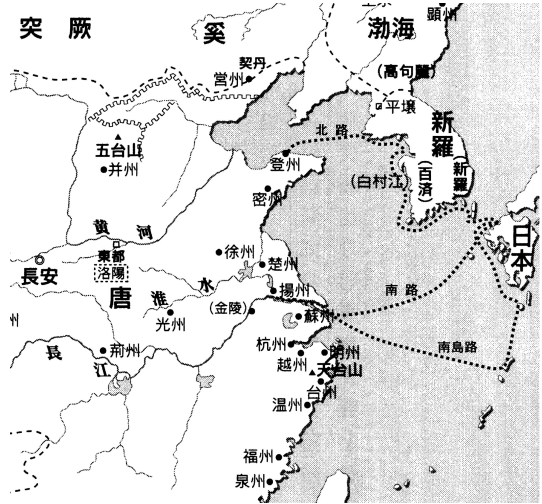 突厥
奚
渤海
顕州
契丹
営州
(高句麗)
平壌
新羅
五台山
并州
北路
登州
(百済)
(新羅)
(白村江)
密州
黄河
日本
東都
洛陽
徐州
楚州
長安
唐
淮水
揚州
南路
(金陵)
光州
蘇州
州
杭州
明州
南島路
長江
荊州
越州
天台山
台州
温州
福州
泉州